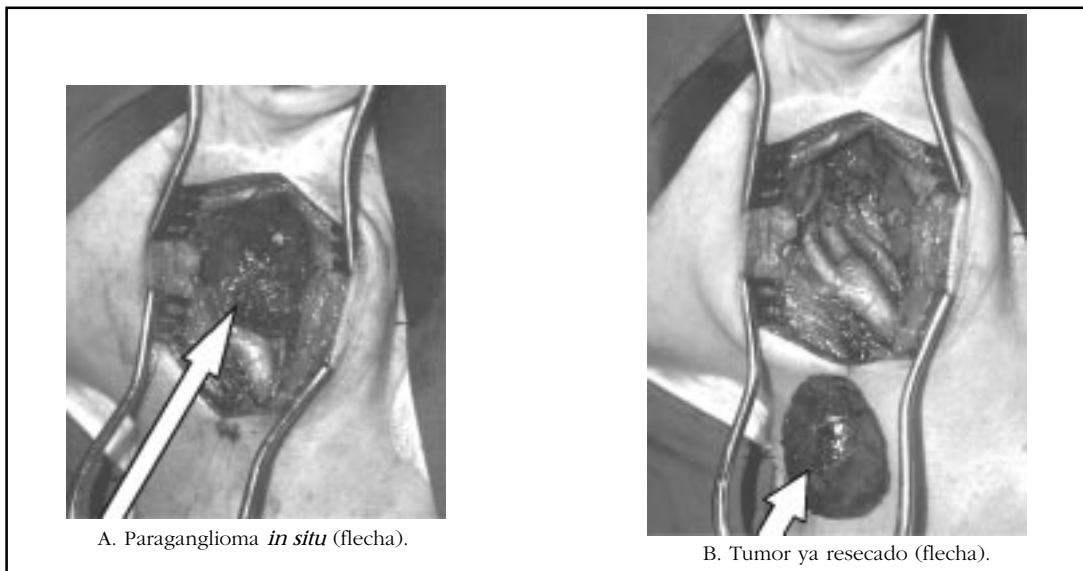 A. Paraganglioma in situ (flecha).
B. Tumor ya resecado (flecha).